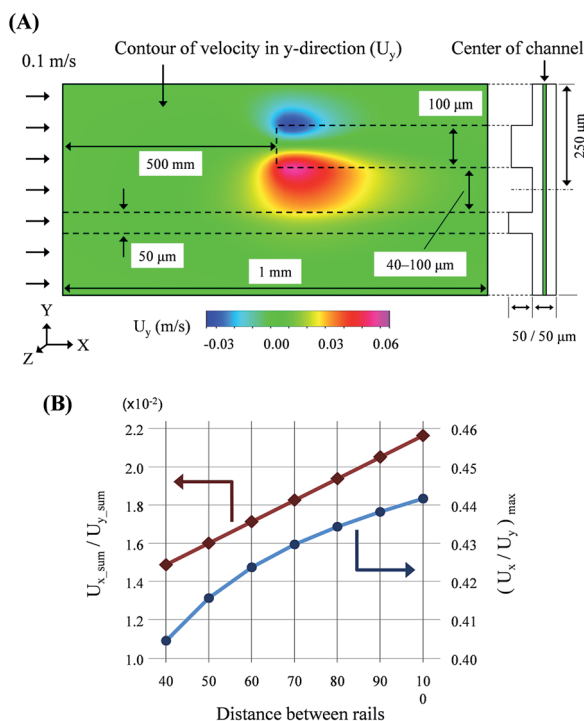 (A)
Contour of velocity in y-direction (Uy)
Center of channel
0.1 m/s
100 μm
250 μm
500 mm
50 μm
1 mm
40–100 μm
50 / 50 μm
Uy (m/s)
-0.03 0.00 0.03 0.06
Y
X
Z
(B)
(x10-2)
2.2 0.46
2.0 0.45
1.8 0.44
1.6 0.43
1.4 0.42
1.2 0.41
1.0 0.40
Ux_sum / Uy_sum
( Ux / Uy ) max
40 50 60 70 80 90 10
0
Distance between rails